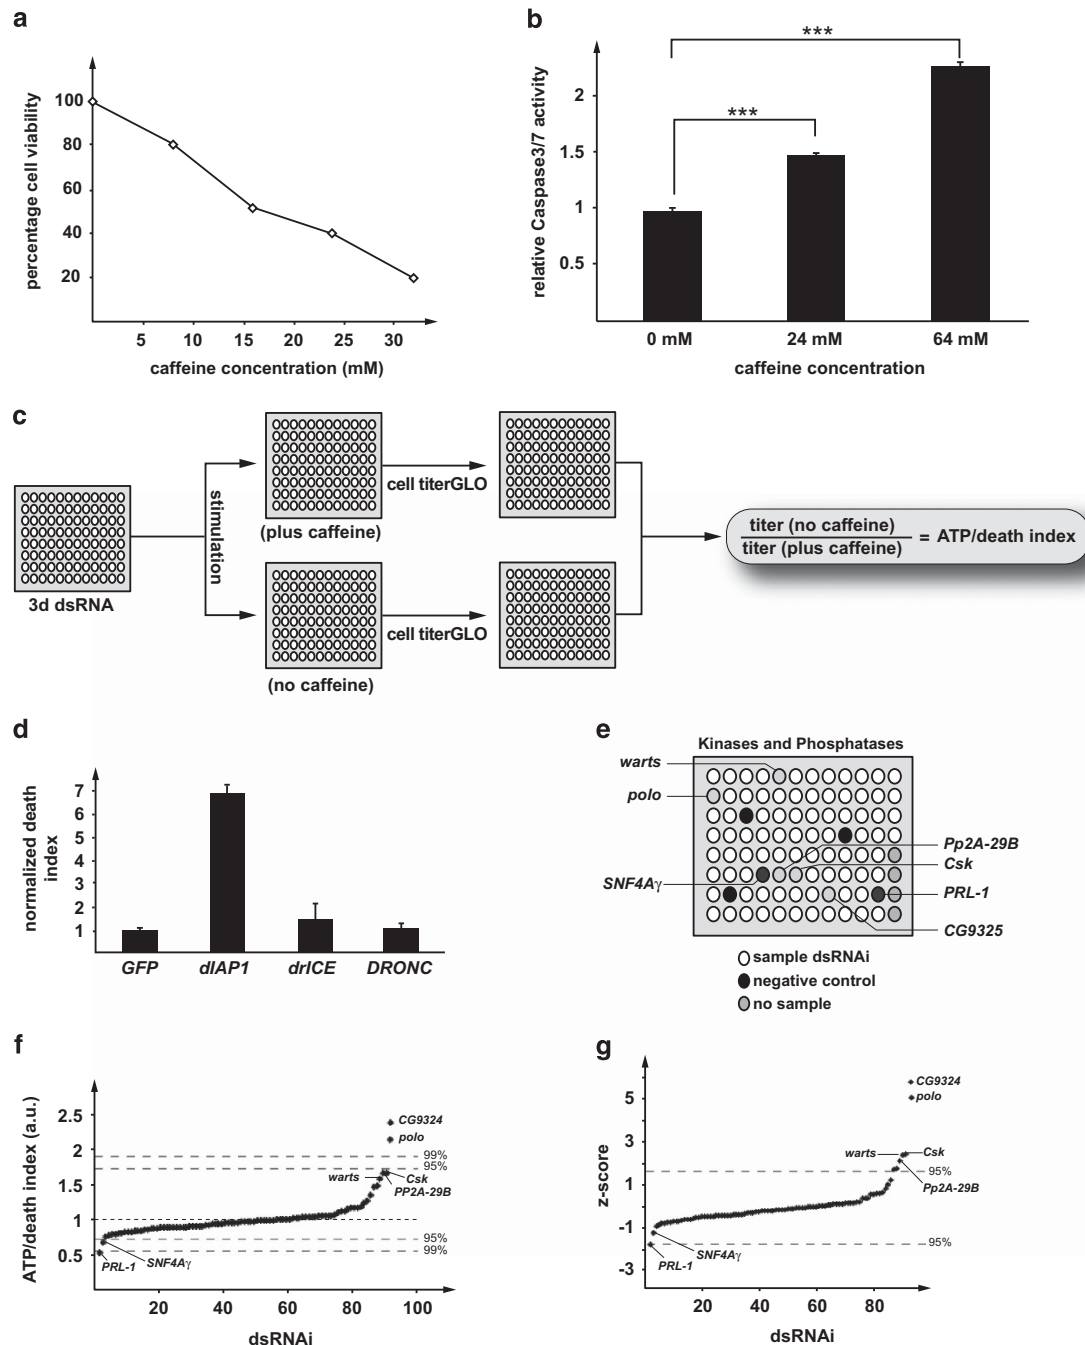 a
percentage cell viability
100
80
60
40
20
5 10 15 20 25 30
caffeine concentration (mM)
b
relative Caspase3/7 activity
2
1.5
1
0.5
***
***
0 mM 24 mM 64 mM
caffeine concentration
c
3d dsRNA
stimulation
(plus caffeine)
(no caffeine)
cell titerGLO
cell titerGLO
titer (no caffeine)
titer (plus caffeine)
= ATP/death index
d
normalized death
index
7
6
5
4
3
2
1
GFP dIAP1 drICE DRONC
e
Kinases and Phosphatases
warts
polo
SNF4Aγ
Pp2A-29B
Csk
PRL-1
CG9325
sample dsRNAi
negative control
no sample
f
ATP/death index (a.u.)
2.5
2
1.5
1
0.5
CG9324
polo
99%
95%
warts
Csk
PP2A-29B
95%
99%
SNF4Aγ
PRL-1
20 40 60 80 100
dsRNAi
g
z-score
5
3
1
-1
-3
CG9324
polo
warts
Csk
95%
Pp2A-29B
SNF4Aγ
95%
PRL-1
20 40 60 80
dsRNAi